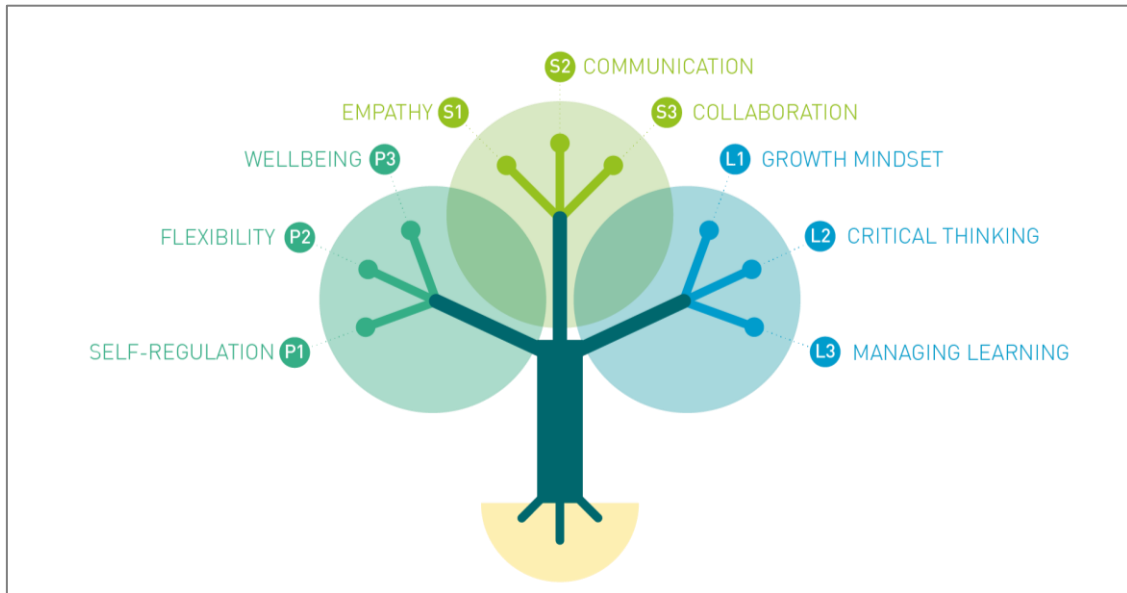 S2 COMMUNICATION
EMPATHY S1
S3 COLLABORATION
WELLBEING P3
L1 GROWTH MINDSET
FLEXIBILITY P2
L2 CRITICAL THINKING
SELF-REGULATION P1
L3 MANAGING LEARNING